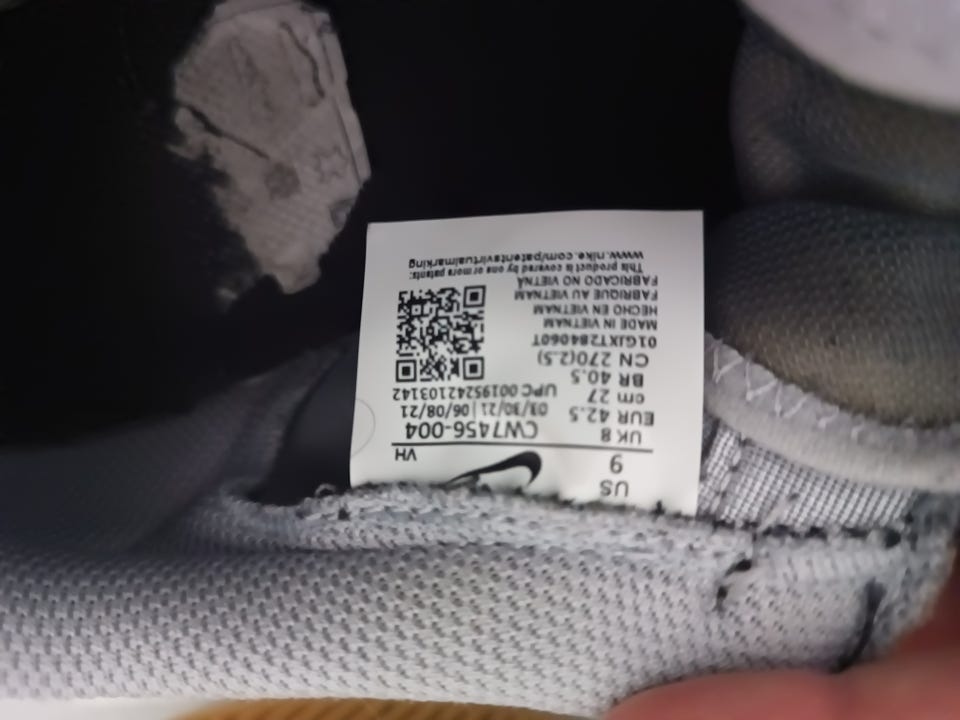 US
9
VH
UK 8
EUR 42.5
cm 27
BR 40.5
CN 270(2.5)
CW7456-004
03/30/21 | 06/08/21
UPC 00195242103142
01GIXT284060T
MADE IN VIETNAM
HECHO EN VIETNAM
FABRIQUE AU VIETNAM
FABRICADO NO VIETNÃ
This product is covered by one or more patents:
www.nike.com/patentsvirtualmarking